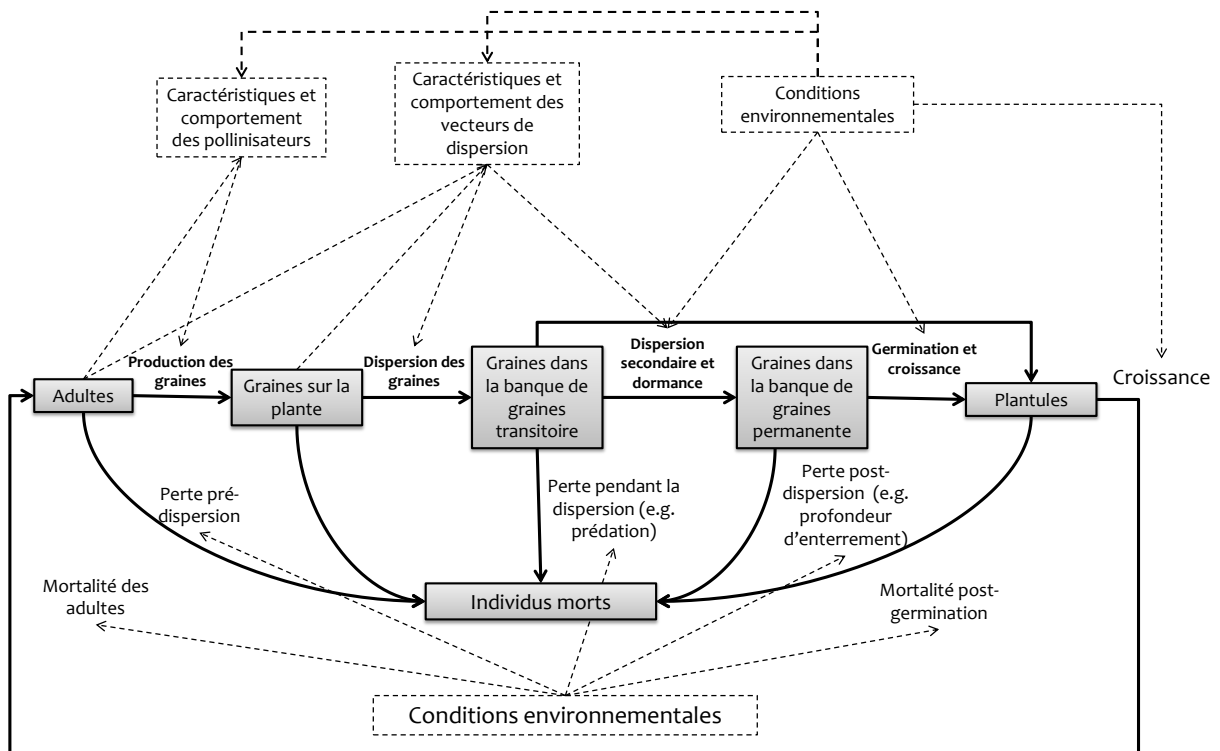 Caractéristiques et
comportement
des pollinisateurs
Caractéristiques et
comportement des
vecteurs de
dispersion
Conditions
environnementales
Production des
graines
Dispersion des
graines
Dispersion
secondaire et
dormance
Germination et
croissance
Croissance
Adultes
Graines sur la
plante
Graines dans
la banque de
graines
transitoire
Graines dans
la banque de
graines
permanente
Plantules
Perte pré-
dispersion
Perte pendant la
dispersion (e.g.
prédation)
Perte post-
dispersion (e.g.
profondeur
d'enterrement)
Mortalité des
adultes
Individus morts
Mortalité post-
germination
Conditions environnementales